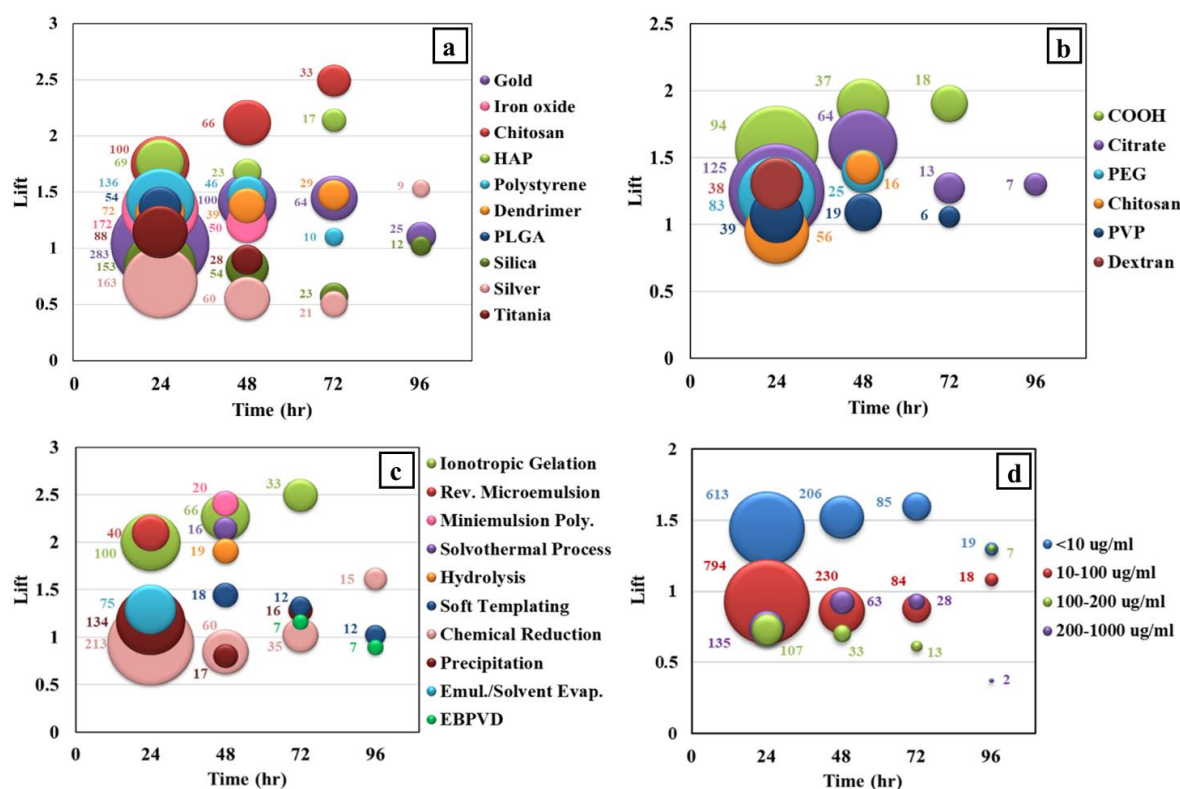 a
3
2.5
2
1.5
1
0.5
0
Lift
0 24 48 72 96
Time (hr)
100
69
136
54
72
172
88
283
153
163
66
23
46
100
39
50
28
54
60
33
17
29
64
10
23
21
9
25
12
Gold
Iron oxide
Chitosan
HAP
Polystyrene
Dendrimer
PLGA
Silica
Silver
Titania
b
2.5
2
1.5
1
0.5
0
Lift
0 24 48 72 96
Time (hr)
94
125
38
83
39
56
37
64
25
16
19
18
13
6
7
COOH
Citrate
PEG
Chitosan
PVP
Dextran
c
3
2.5
2
1.5
1
0.5
0
Lift
0 24 48 72 96
Time (hr)
40
100
75
134
213
20
66
16
19
18
60
17
33
12
16
7
35
15
12
7
Ionotropic Gelation
Rev. Microemulsion
Miniemulsion Poly.
Solvothermal Process
Hydrolysis
Soft Templating
Chemical Reduction
Precipitation
Emul./Solvent Evap.
EBPVD
d
2
1.5
1
0.5
0
Lift
0 24 48 72 96
Time (hr)
613
794
135
107
206
230
63
33
85
84
28
13
19
7
18
2
<10 ug/ml
10-100 ug/ml
100-200 ug/ml
200-1000 ug/ml